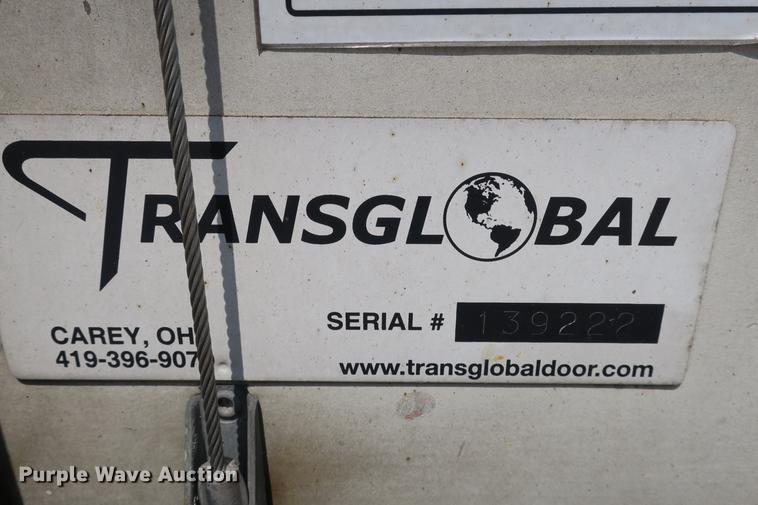 TRANSGLOBAL
CAREY, OH
419-396-907
SERIAL # 139222
www.transglobaldoor.com
Purple Wave Auction